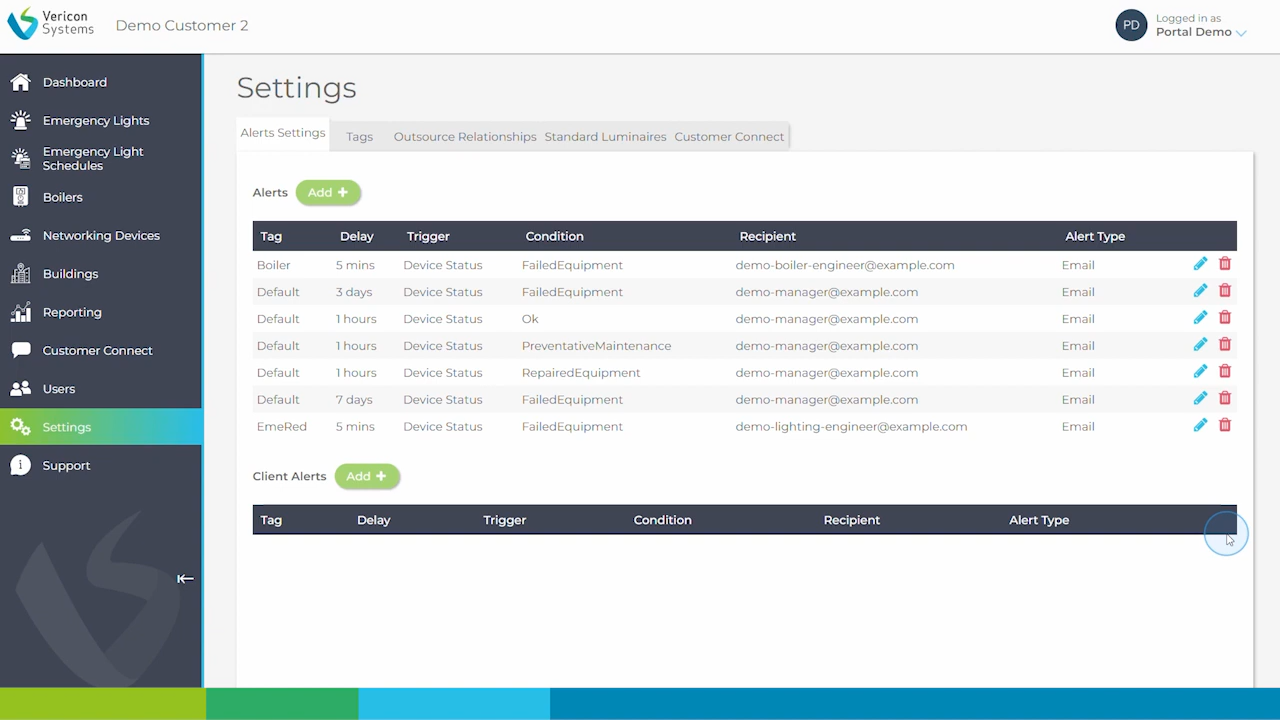 Vericon
Systems
Demo Customer 2
PD
Logged in as
Portal Demo
Dashboard
Emergency Lights
Emergency Light
Schedules
Boilers
Networking Devices
Buildings
Reporting
Customer Connect
Users
Settings
Support
Settings
Alerts Settings Tags Outsource Relationships Standard Luminaires Customer Connect
Alerts Add +
Tag Delay Trigger Condition Recipient Alert Type
Boiler 5 mins Device Status FailedEquipment demo-boiler-engineer@example.com Email
Default 3 days Device Status FailedEquipment demo-manager@example.com Email
Default 1 hours Device Status Ok demo-manager@example.com Email
Default 1 hours Device Status PreventativeMaintenance demo-manager@example.com Email
Default 1 hours Device Status RepairedEquipment demo-manager@example.com Email
Default 7 days Device Status FailedEquipment demo-manager@example.com Email
EmeRed 5 mins Device Status FailedEquipment demo-lighting-engineer@example.com Email
Client Alerts Add +
Tag Delay Trigger Condition Recipient Alert Type